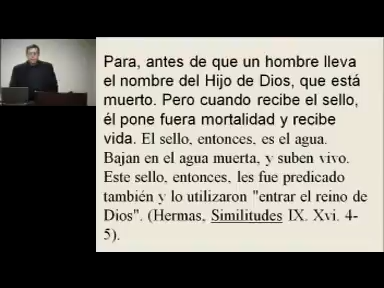 Para, antes de que un hombre lleva
el nombre del Hijo de Dios, que está
muerto. Pero cuando recibe el sello,
él pone fuera mortalidad y recibe
vida. El sello, entonces, es el agua.
Bajan en el agua muerta, y suben vivo.
Este sello, entonces, les fue predicado
también y lo utilizaron "entrar el reino de
Dios". (Hermas, Similitudes IX. Xvi. 4-
5).